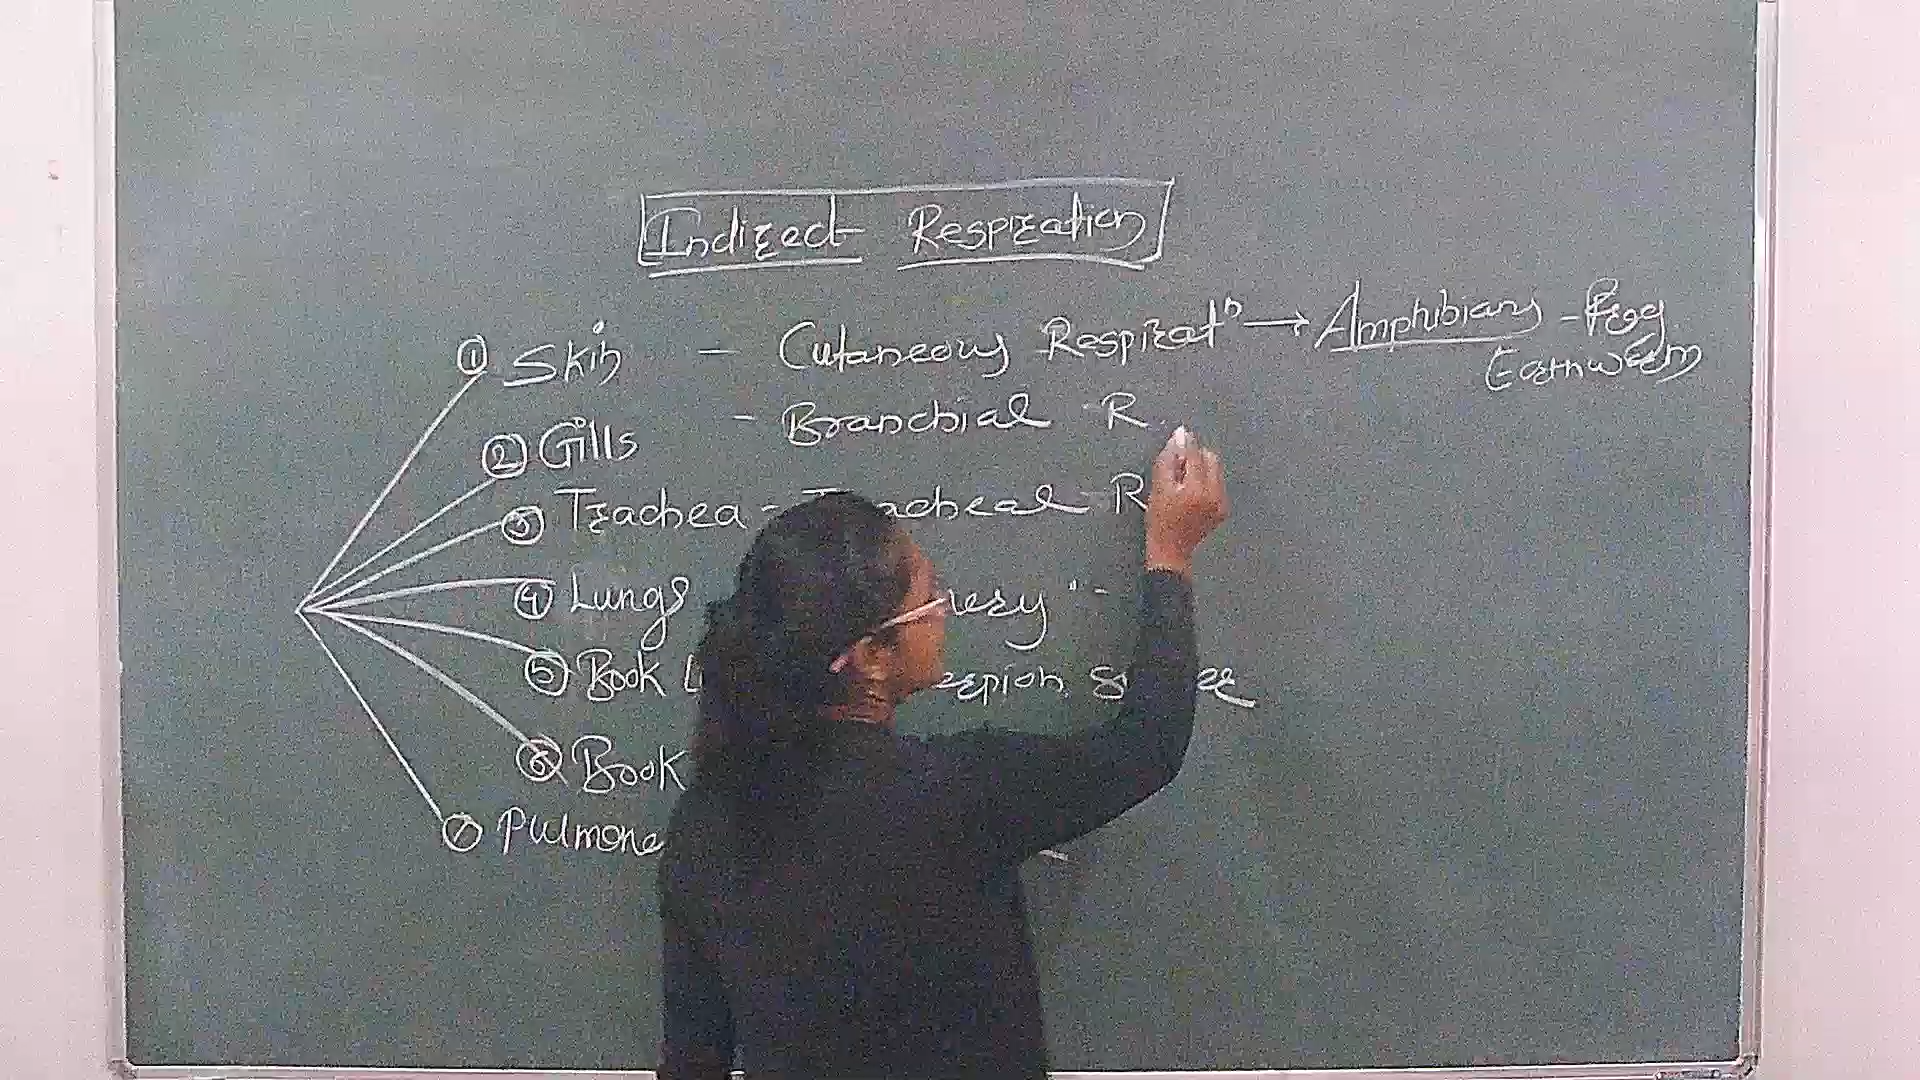 Indirect Respiration
① Skin - Cutaneous Respiratn → Amphibians - Frog
Earthworm
② Gills - Branchial R
③ Trachea - Tracheal R
④ Lungs
⑤ Book
⑥ Book
⑦ Pulmone